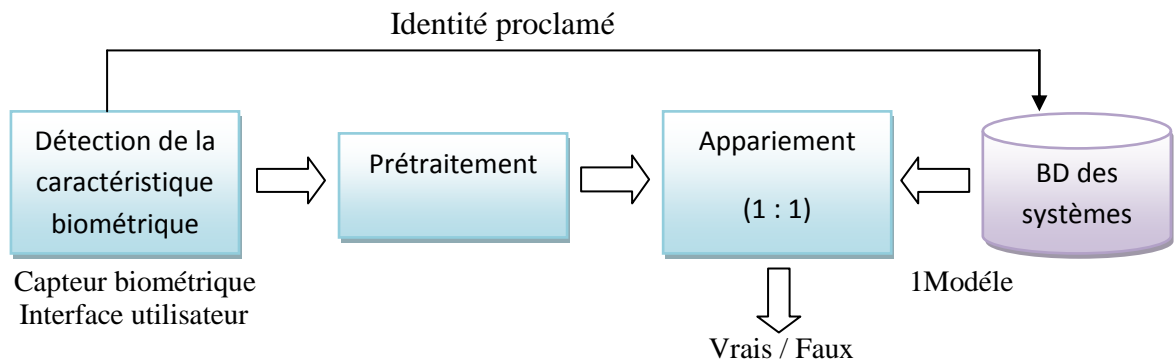 Identité proclamé
Détection de la
caractéristique
biométrique
Prétraitement
Appariement
(1 : 1)
BD des
systèmes
Capteur biométrique
Interface utilisateur
1Modéle
Vrais / Faux